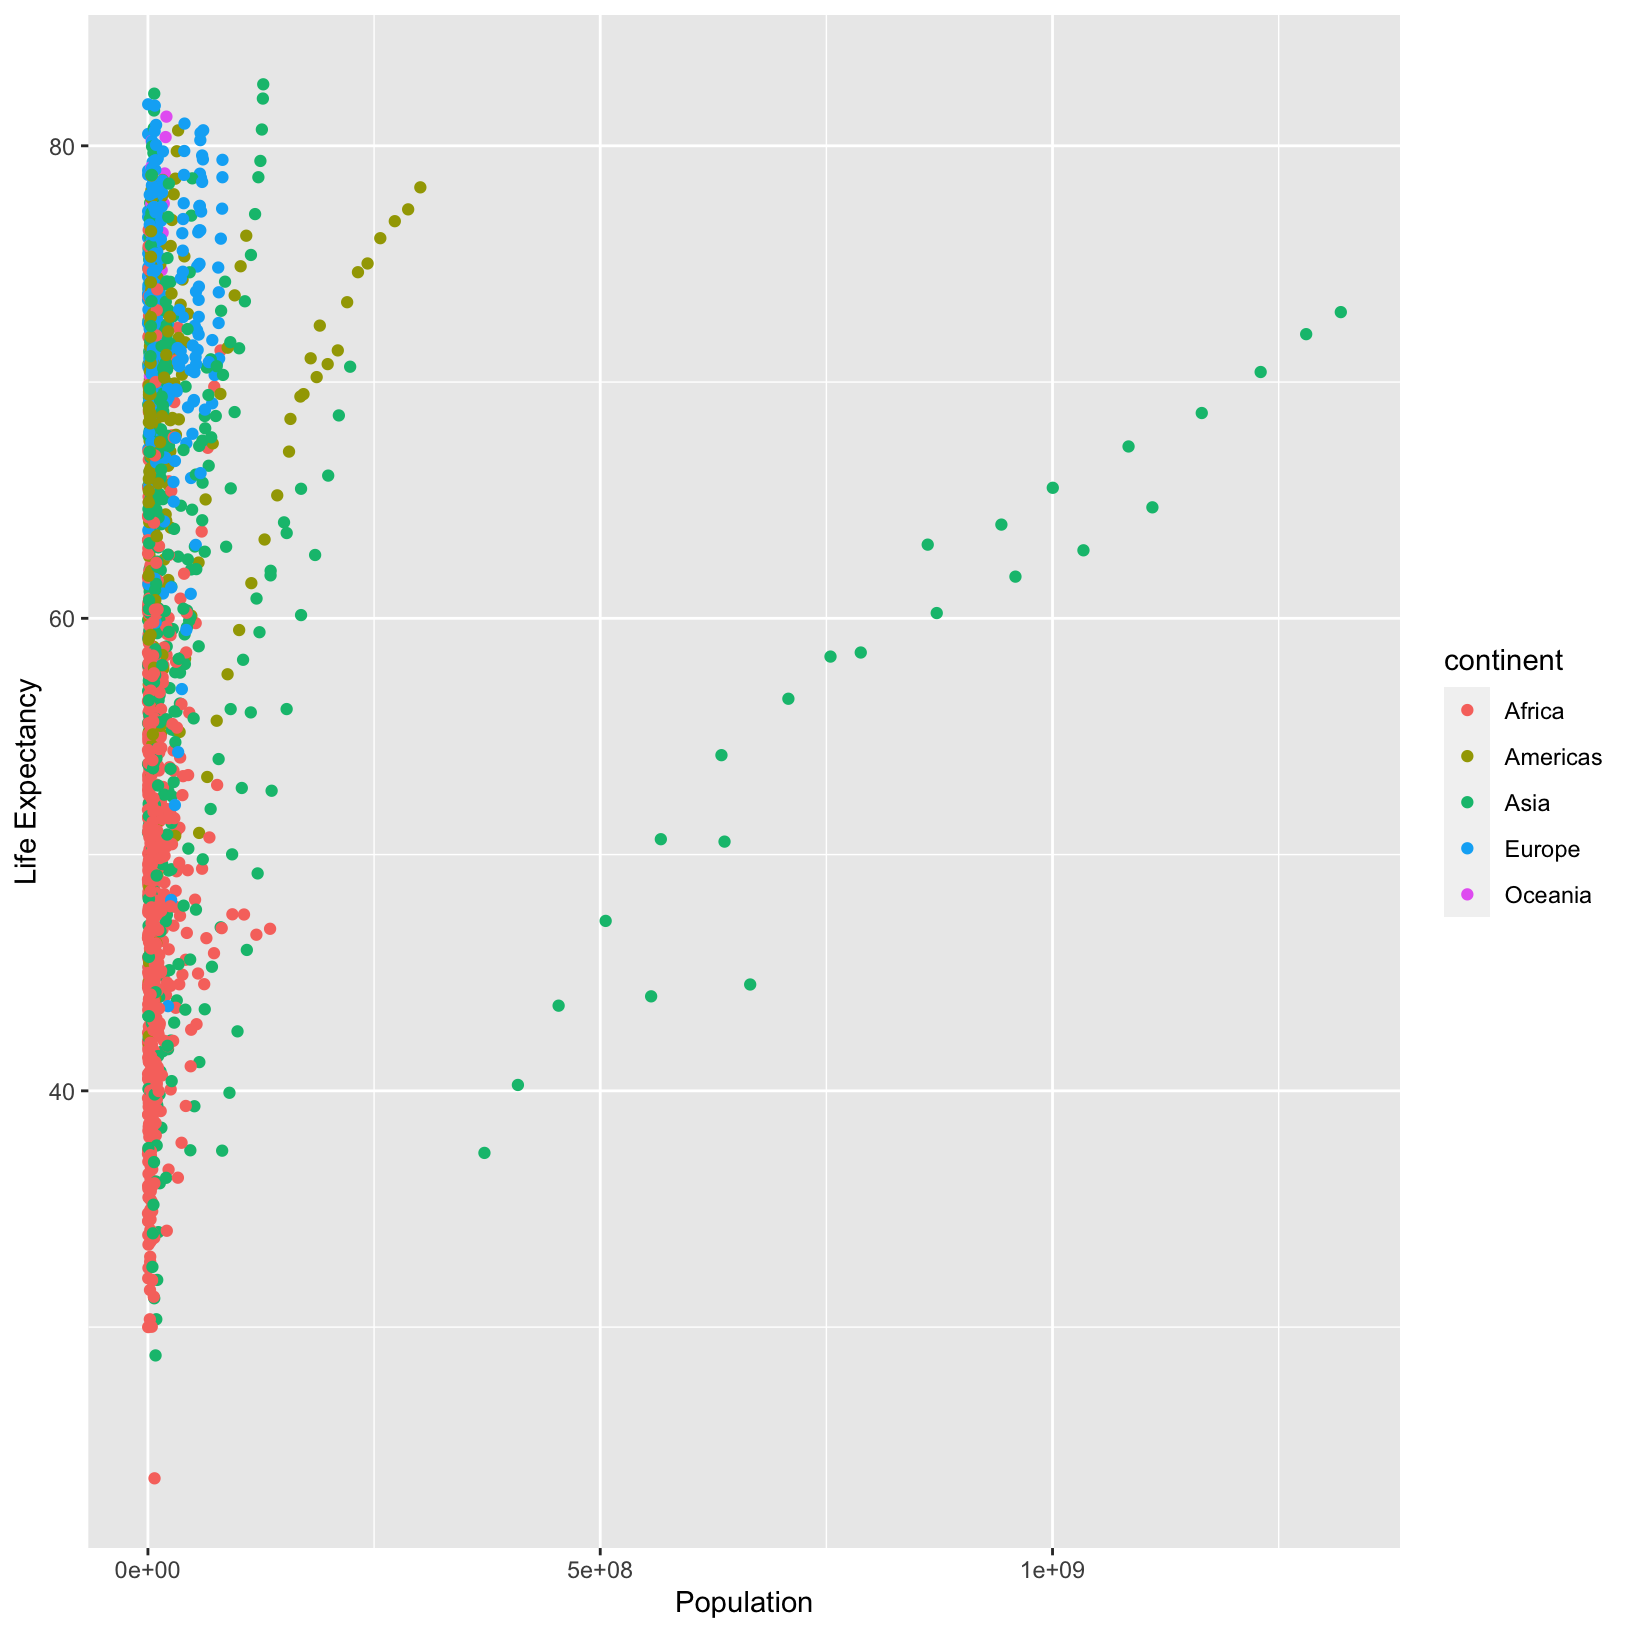 Life Expectancy
80
60
40
0e+00
5e+08
1e+09
Population
continent
Africa
Americas
Asia
Europe
Oceania